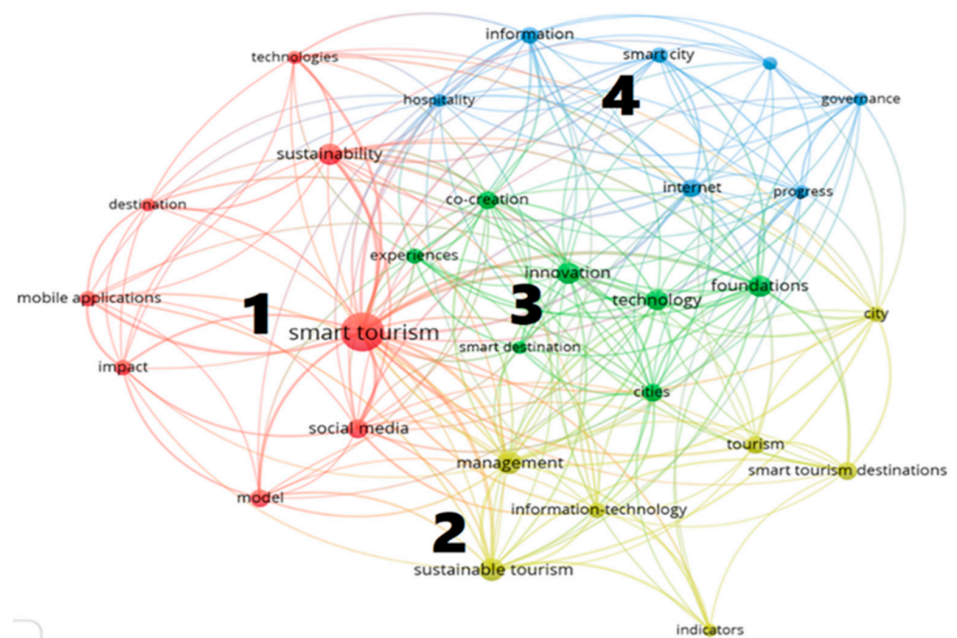 information
technologies
smart city
hospitality
4
governance
sustainability
internet
progress
co-creation
destination
experiences
innovation
foundations
mobile applications
1
3
technology
city
smart tourism
smart destination
impact
cities
social media
tourism
management
smart tourism destinations
model
information-technology
2
sustainable tourism
indicators